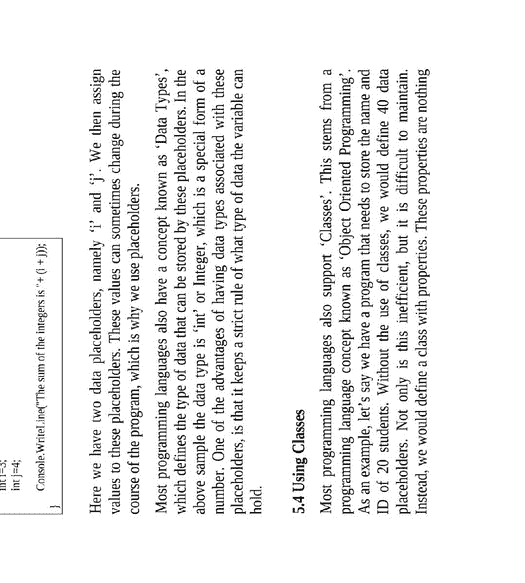 int i=3;
int j=4;
Console.WriteLine("The sum of the integers is "+ (i + j));
}
Here we have two data placeholders, namely ‘i’ and ‘j’. We then assign
values to these placeholders. These values can sometimes change during the
course of the program, which is why we use placeholders.
Most programming languages also have a concept known as ‘Data Types’,
which defines the type of data that can be stored by these placeholders. In the
above sample the data type is ‘int’ or Integer, which is a special form of a
number. One of the advantages of having data types associated with these
placeholders, is that it keeps a strict rule of what type of data the variable can
hold.
5.4 Using Classes
Most programming languages also support ‘Classes’. This stems from a
programming language concept known as ‘Object Oriented Programming’.
As an example, let’s say we have a program that needs to store the name and
ID of 20 students. Without the use of classes, we would define 40 data
placeholders. Not only is this inefficient, but it is difficult to maintain.
Instead, we would define a class with properties. These properties are nothing